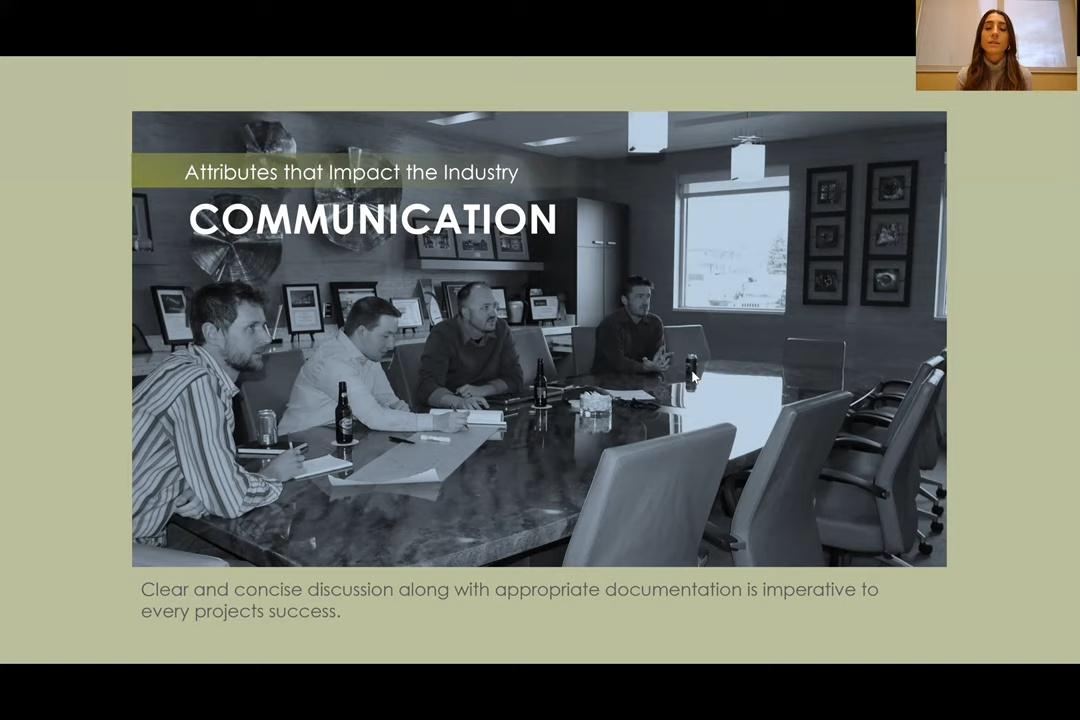 Attributes that Impact the Industry
COMMUNICATION
Clear and concise discussion along with appropriate documentation is imperative to
every projects success.